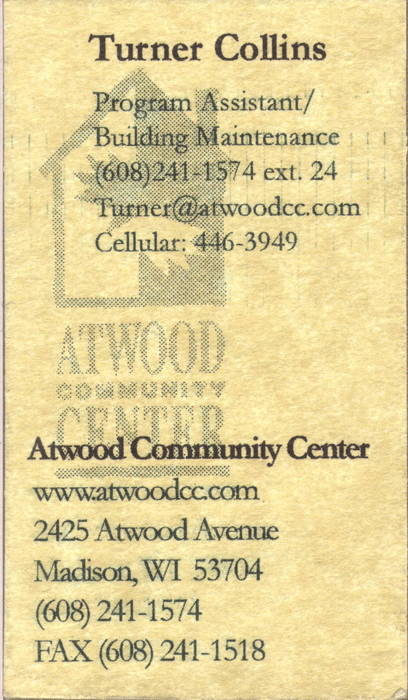 Turner Collins
Program Assistant/
Building Maintenance
(608)241-1574 ext. 24
Turner@atwoodcc.com
Cellular: 446-3949
ATWOOD
COMMUNITY
CENTER
Atwood Community Center
www.atwoodcc.com
2425 Atwood Avenue
Madison, WI 53704
(608) 241-1574
FAX (608) 241-1518